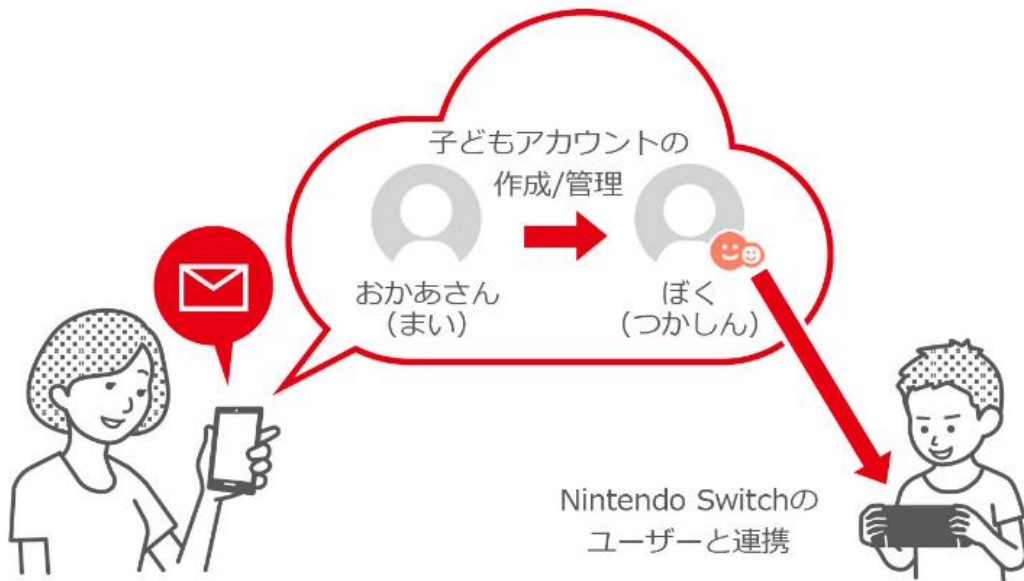 子どもアカウントの
作成/管理
おかあさん
(まい)
ぼく
(つかしん)
Nintendo Switchの
ユーザーと連携